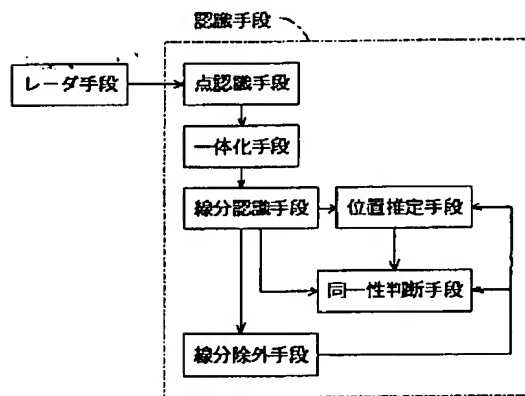 認識手段
レーダ手段
点認識手段
一体化手段
線分認識手段
位置推定手段
同一性判断手段
線分除外手段